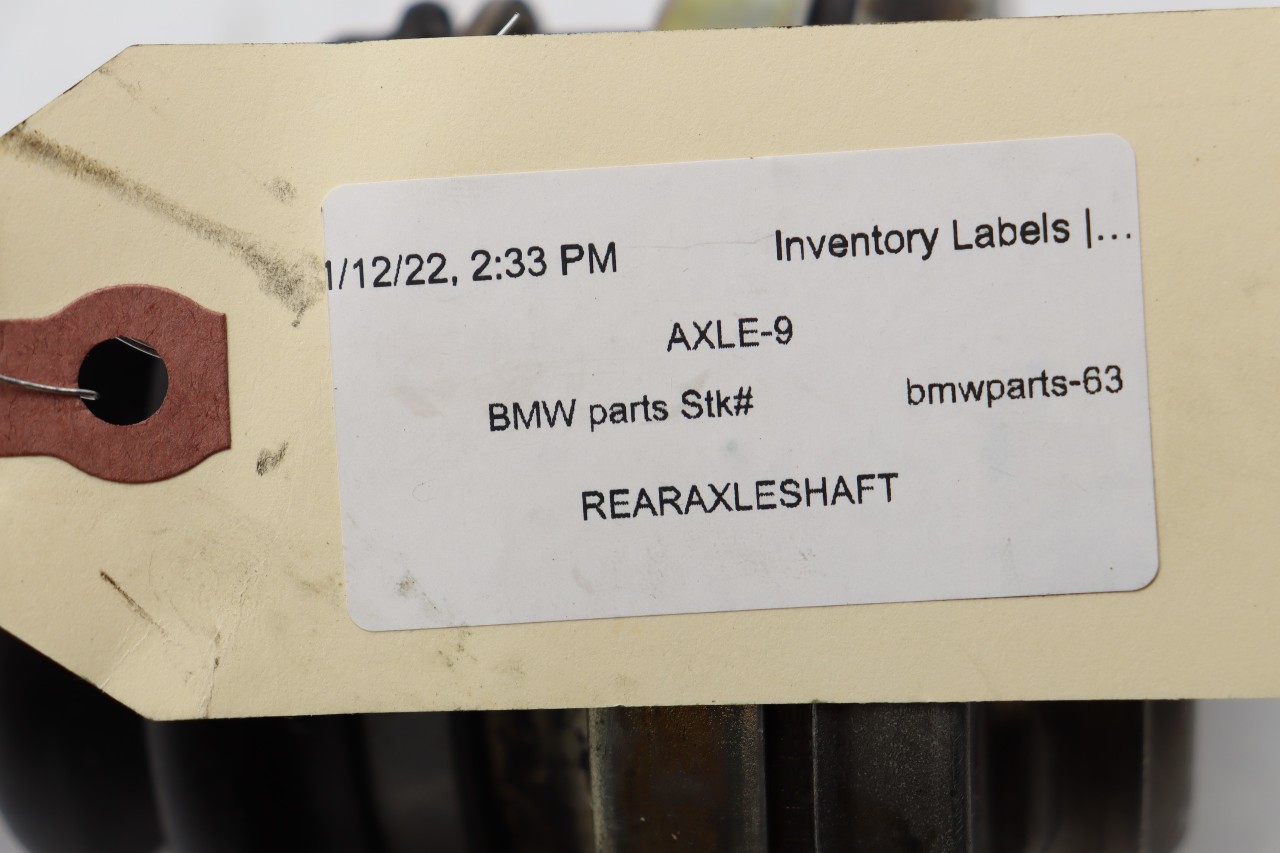 1/12/22, 2:33 PM Inventory Labels |...
AXLE-9
BMW parts Stk# bmwparts-63
REARAXLESHAFT